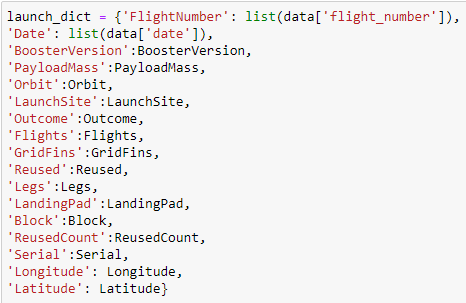 launch_dict = {'FlightNumber': list(data['flight_number']),
'Date': list(data['date']),
'BoosterVersion':BoosterVersion,
'PayloadMass':PayloadMass,
'Orbit':Orbit,
'LaunchSite':LaunchSite,
'Outcome':Outcome,
'Flights':Flights,
'GridFins':GridFins,
'Reused':Reused,
'Legs':Legs,
'LandingPad':LandingPad,
'Block':Block,
'ReusedCount':ReusedCount,
'Serial':Serial,
'Longitude': Longitude,
'Latitude': Latitude}